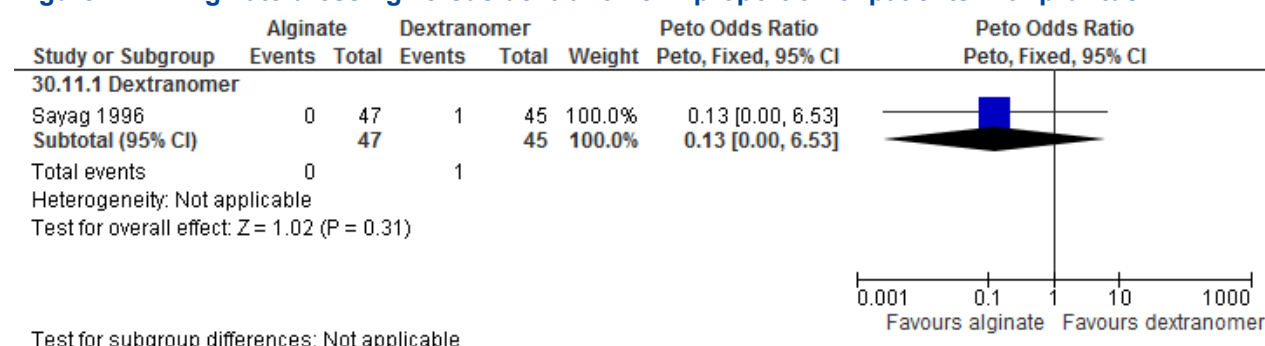 Alginate Dextranomer Peto Odds Ratio Peto Odds Ratio
Study or Subgroup Events Total Events Total Weight Peto, Fixed, 95% CI Peto, Fixed, 95% CI
30.11.1 Dextranomer
Sayag 1996 0 47 1 45 100.0% 0.13 [0.00, 6.53]
Subtotal (95% CI) 47 45 100.0% 0.13 [0.00, 6.53]
Total events 0 1
Heterogeneity: Not applicable
Test for overall effect: Z = 1.02 (P = 0.31)
0.001 0.1 1 10 1000
Favours alginate Favours dextranomer
Test for subgroup differences: Not applicable